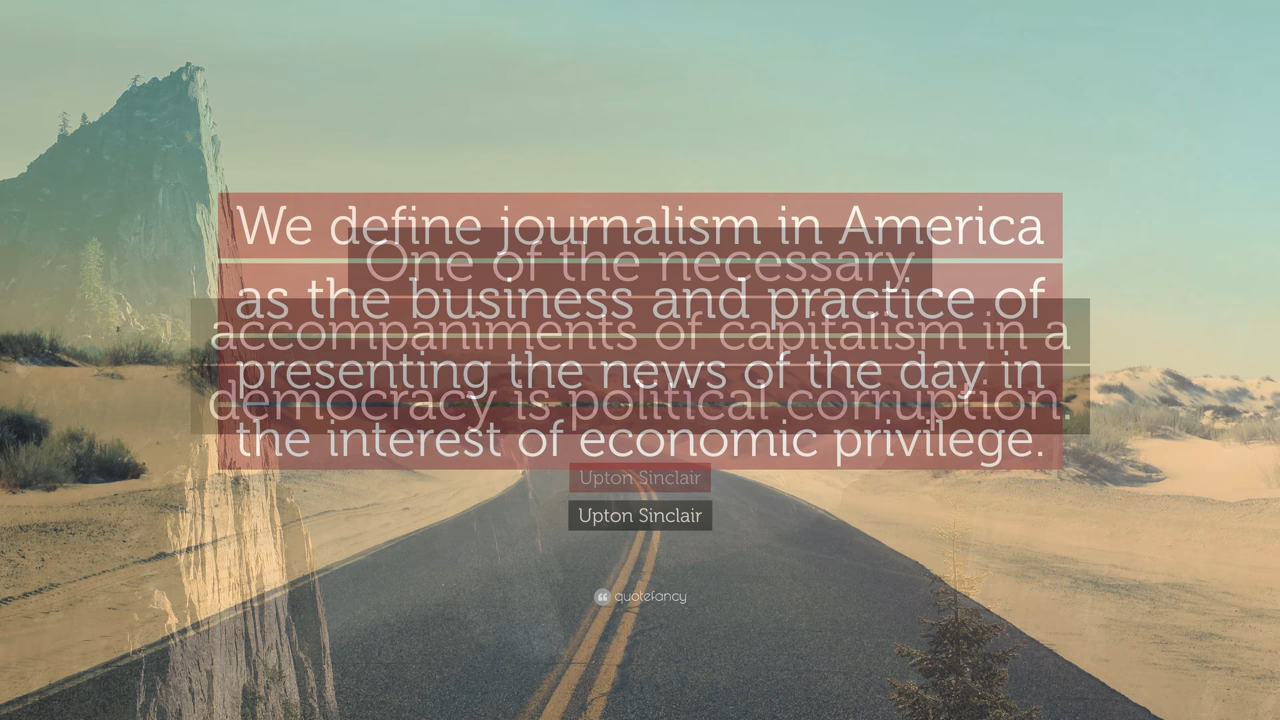 We define journalism in America
as the business and practice of
presenting the news of the day in
the interest of economic privilege.
One of the necessary
accompaniments of capitalism in a
democracy is political corruption.
Upton Sinclair
Upton Sinclair
quotefancy